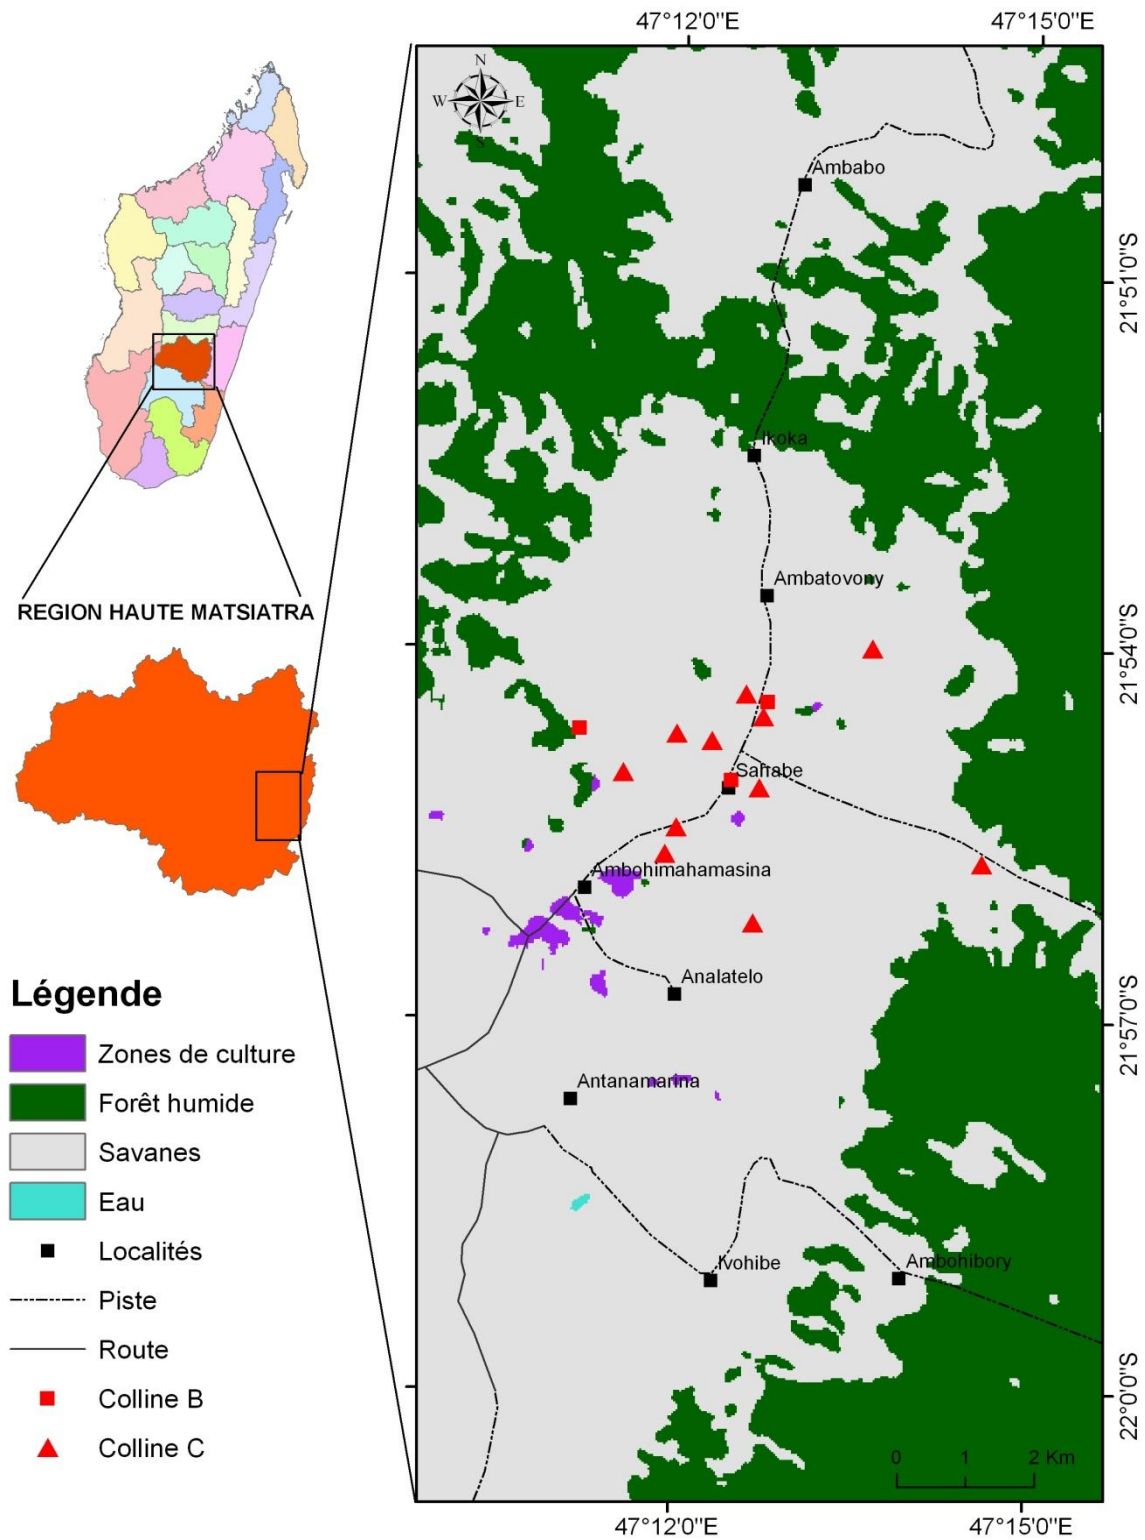 47°12'0"E
47°15'0"E
N
W
E
S
Ambabo
21°51'0"S
Ikoka
Ambatovony
REGION HAUTE MATSIATRA
21°54'0"S
Sahabe
Ambohimahamasina
Analatelo
Légende
21°57'0"S
Zones de culture
Antanamarina
Forêt humide
Savanes
Eau
Localités
Ivohibe
Ambohibory
Piste
Route
Colline B
22°0'0"S
Colline C
0 1 2 Km
47°12'0"E
47°15'0"E